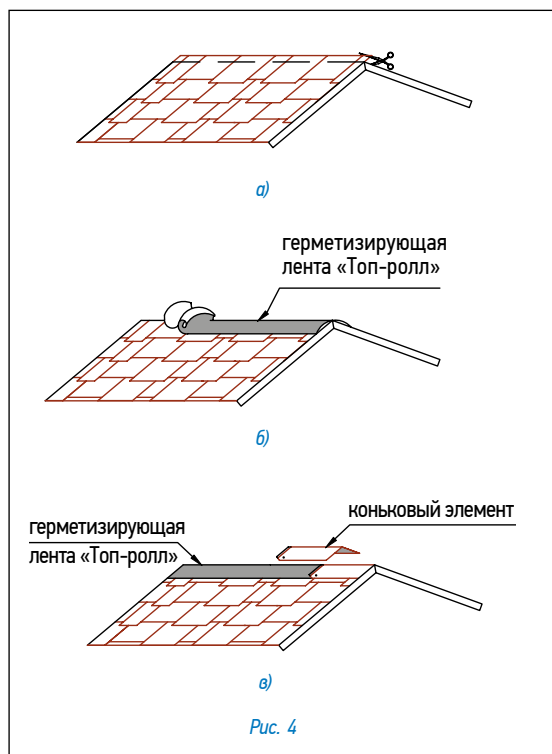 а)
герметизирующая
лента «Топ-ролл»
б)
коньковый элемент
герметизирующая
лента «Топ-ролл»
в)
Рис. 4